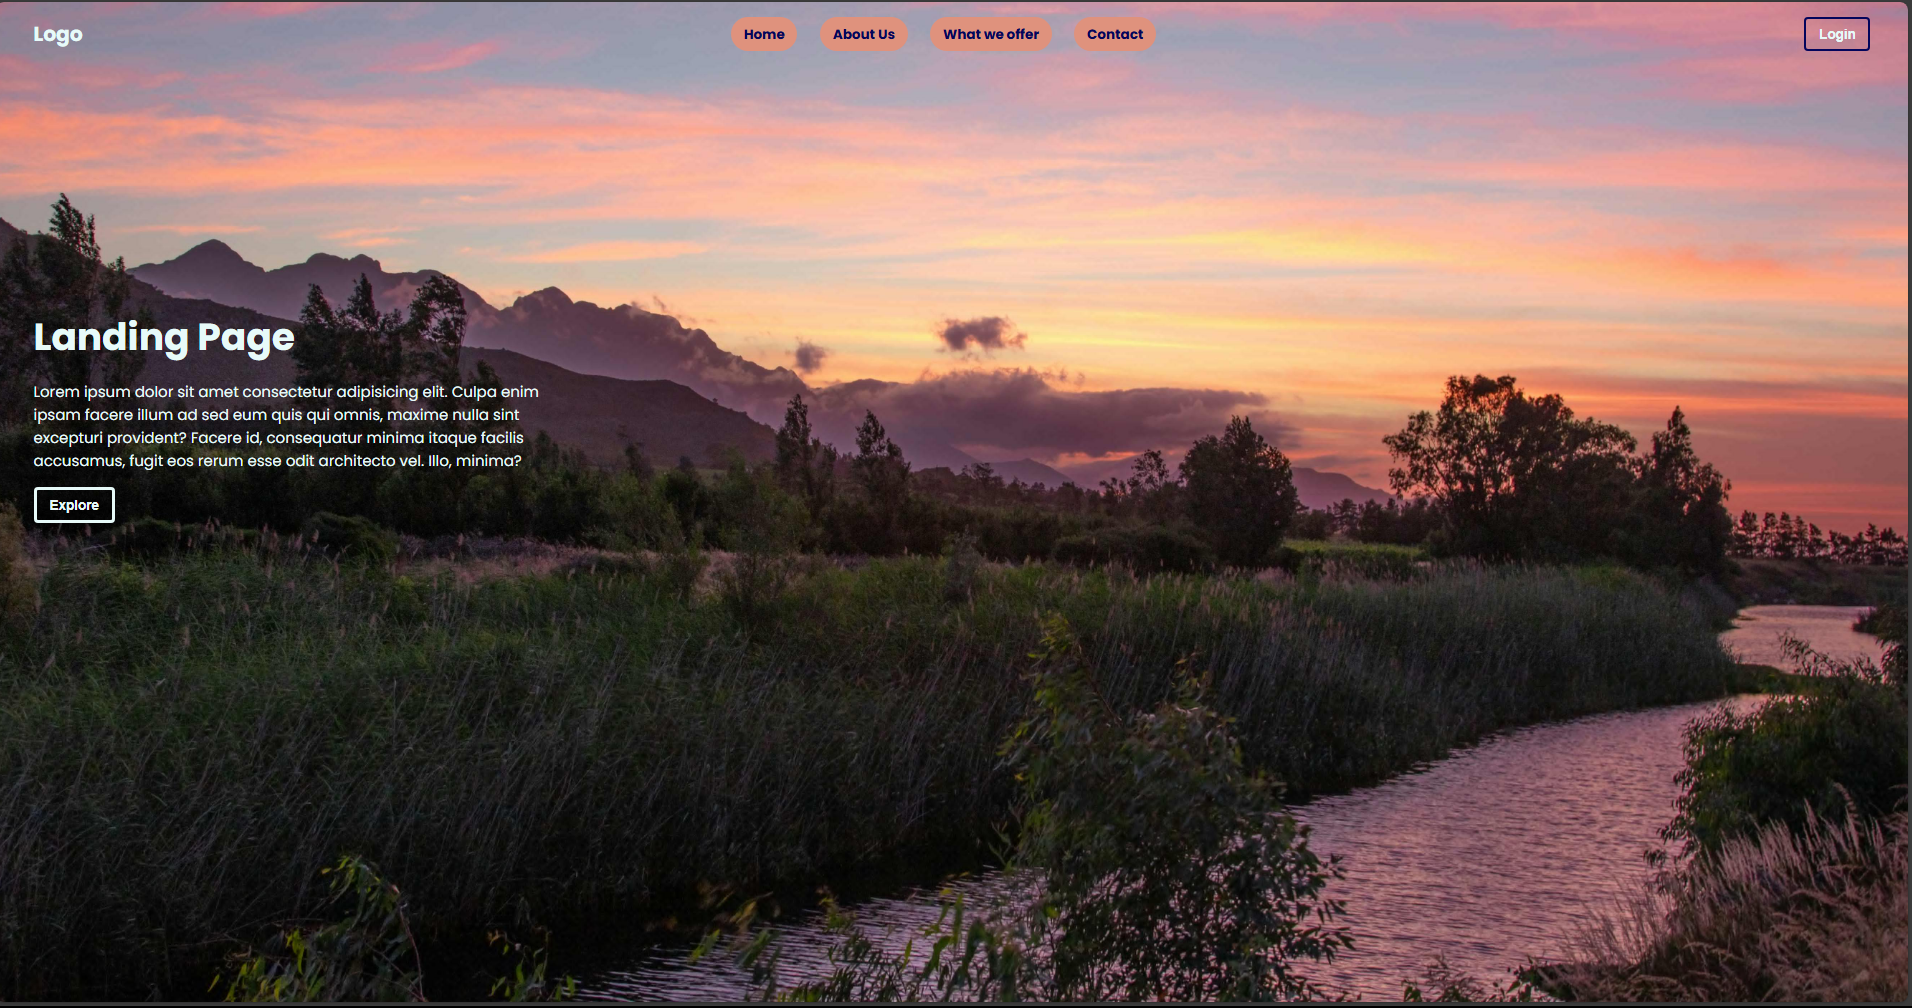 Logo
Home
About Us
What we offer
Contact
Login
Landing Page
Lorem ipsum dolor sit amet consectetur adipisicing elit. Culpa enim
ipsam facere illum ad sed eum quis qui omnis, maxime nulla sint
excepturi provident? Facere id, consequatur minima itaque facilis
accusamus, fugit eos rerum esse odit architecto vel. Illo, minima?
Explore